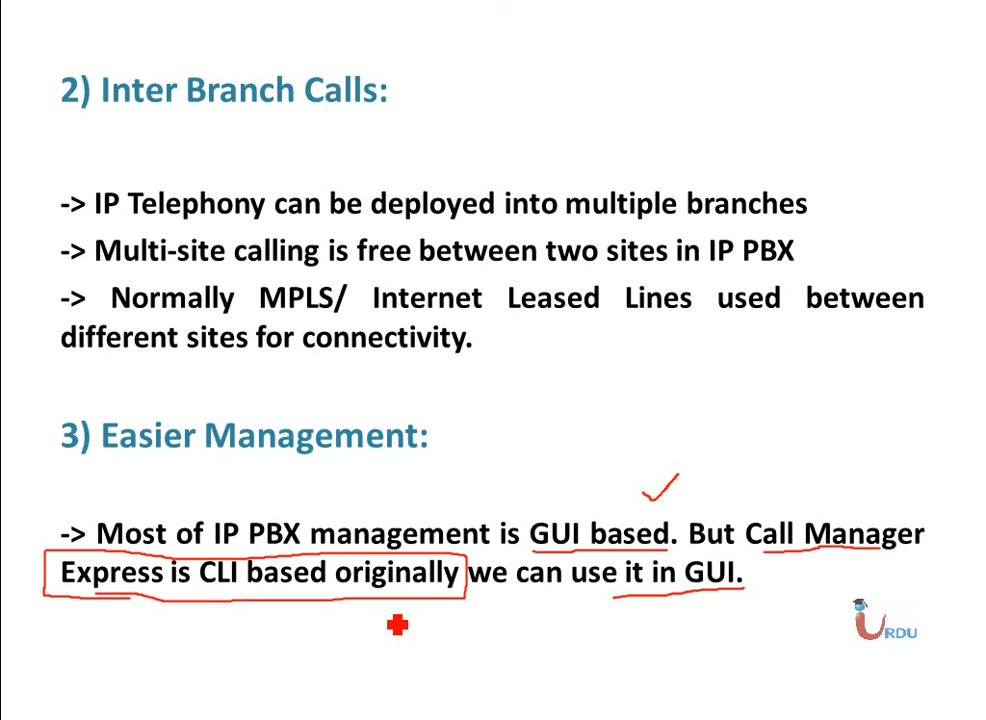 2) Inter Branch Calls:
-> IP Telephony can be deployed into multiple branches
-> Multi-site calling is free between two sites in IP PBX
-> Normally MPLS/ Internet Leased Lines used between
different sites for connectivity.
3) Easier Management:
-> Most of IP PBX management is GUI based. But Call Manager
Express is CLI based originally we can use it in GUI.
iURDU